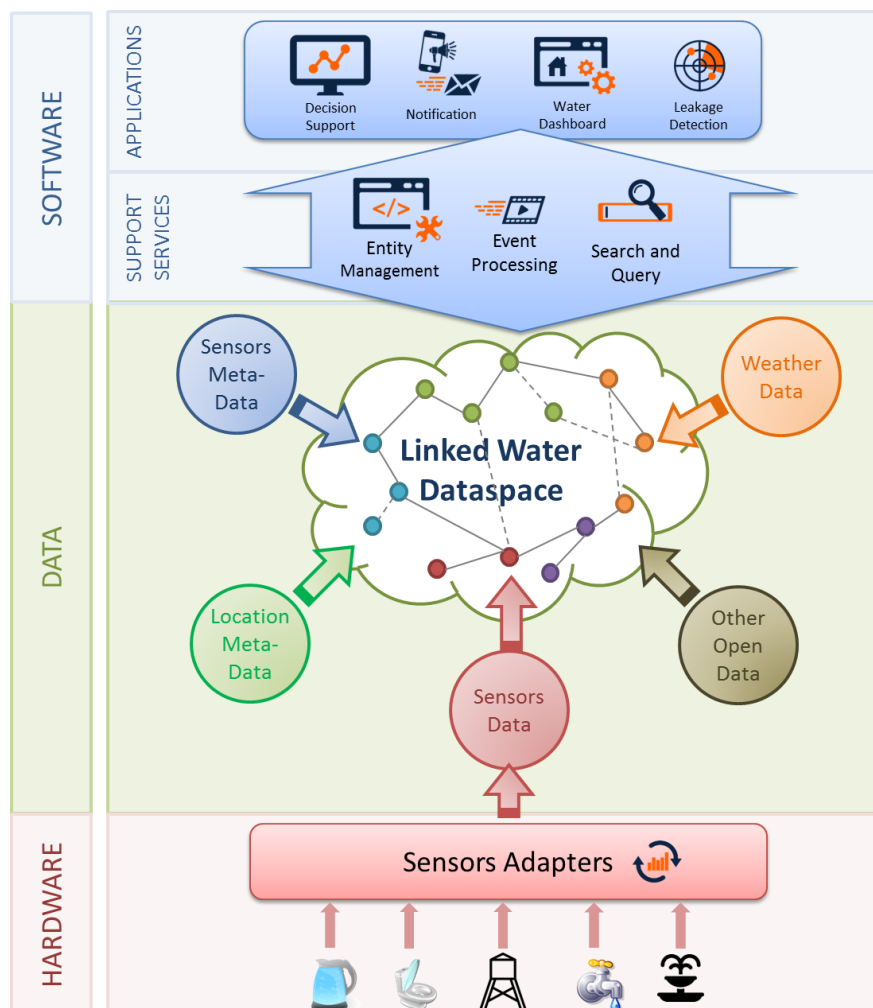 SOFTWARE
APPLICATIONS
Decision
Support
Notification
Water
Dashboard
Leakage
Detection
SUPPORT
SERVICES
</>
Entity
Management
Event
Processing
Search and
Query
DATA
Sensors
Meta-
Data
Weather
Data
Linked Water
Dataspace
Location
Meta-
Data
Other
Open
Data
Sensors
Data
HARDWARE
Sensors Adapters